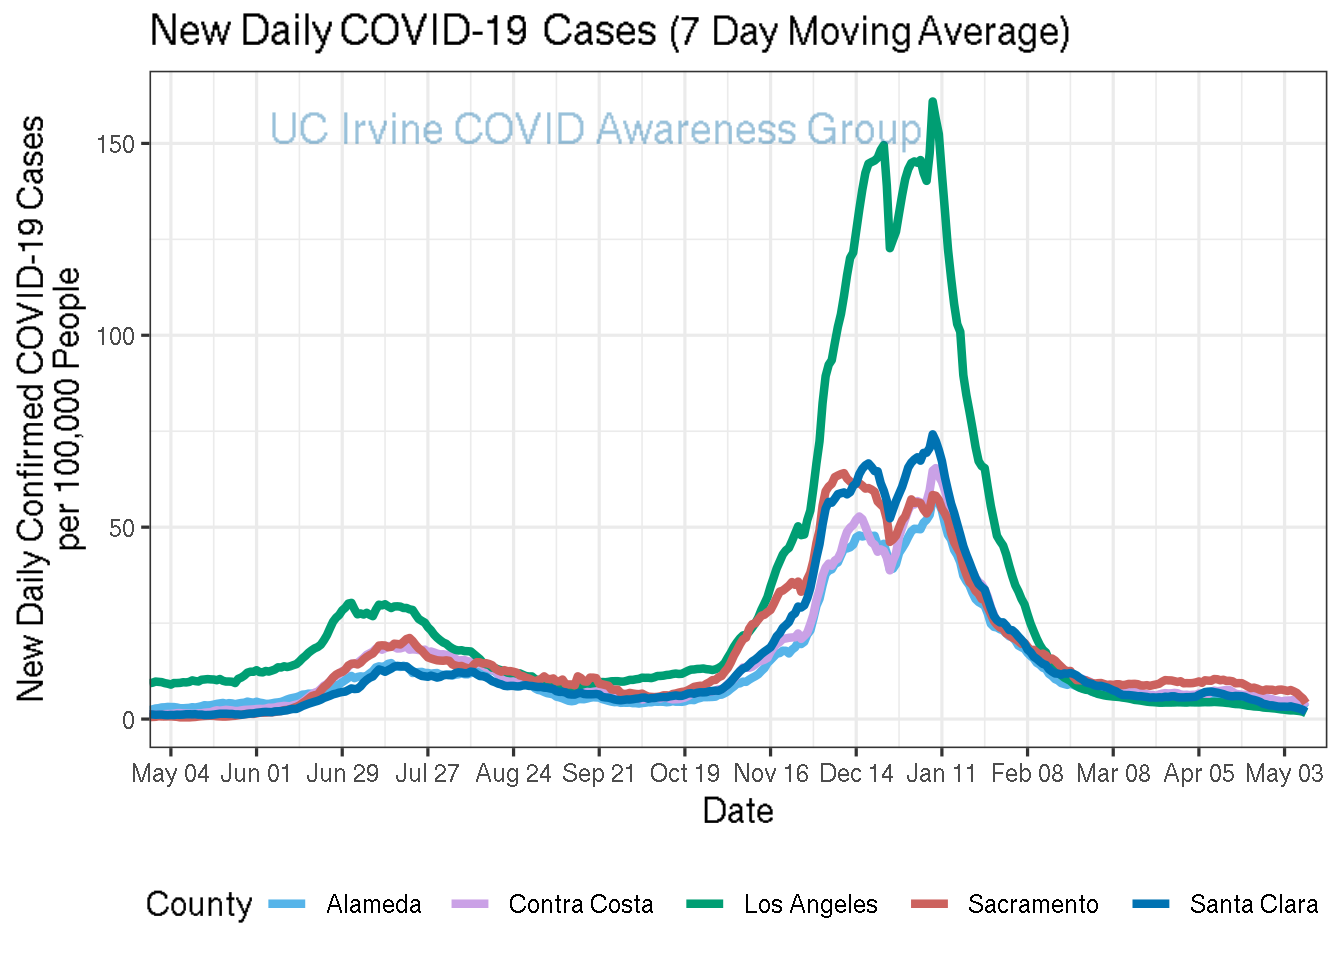 New Daily COVID-19 Cases (7 Day Moving Average)
UC Irvine COVID Awareness Group
New Daily Confirmed COVID-19 Cases
per 100,000 People
150
100
50
0
May 04 Jun 01 Jun 29 Jul 27 Aug 24 Sep 21 Oct 19 Nov 16 Dec 14 Jan 11 Feb 08 Mar 08 Apr 05 May 03
Date
County Alameda Contra Costa Los Angeles Sacramento Santa Clara